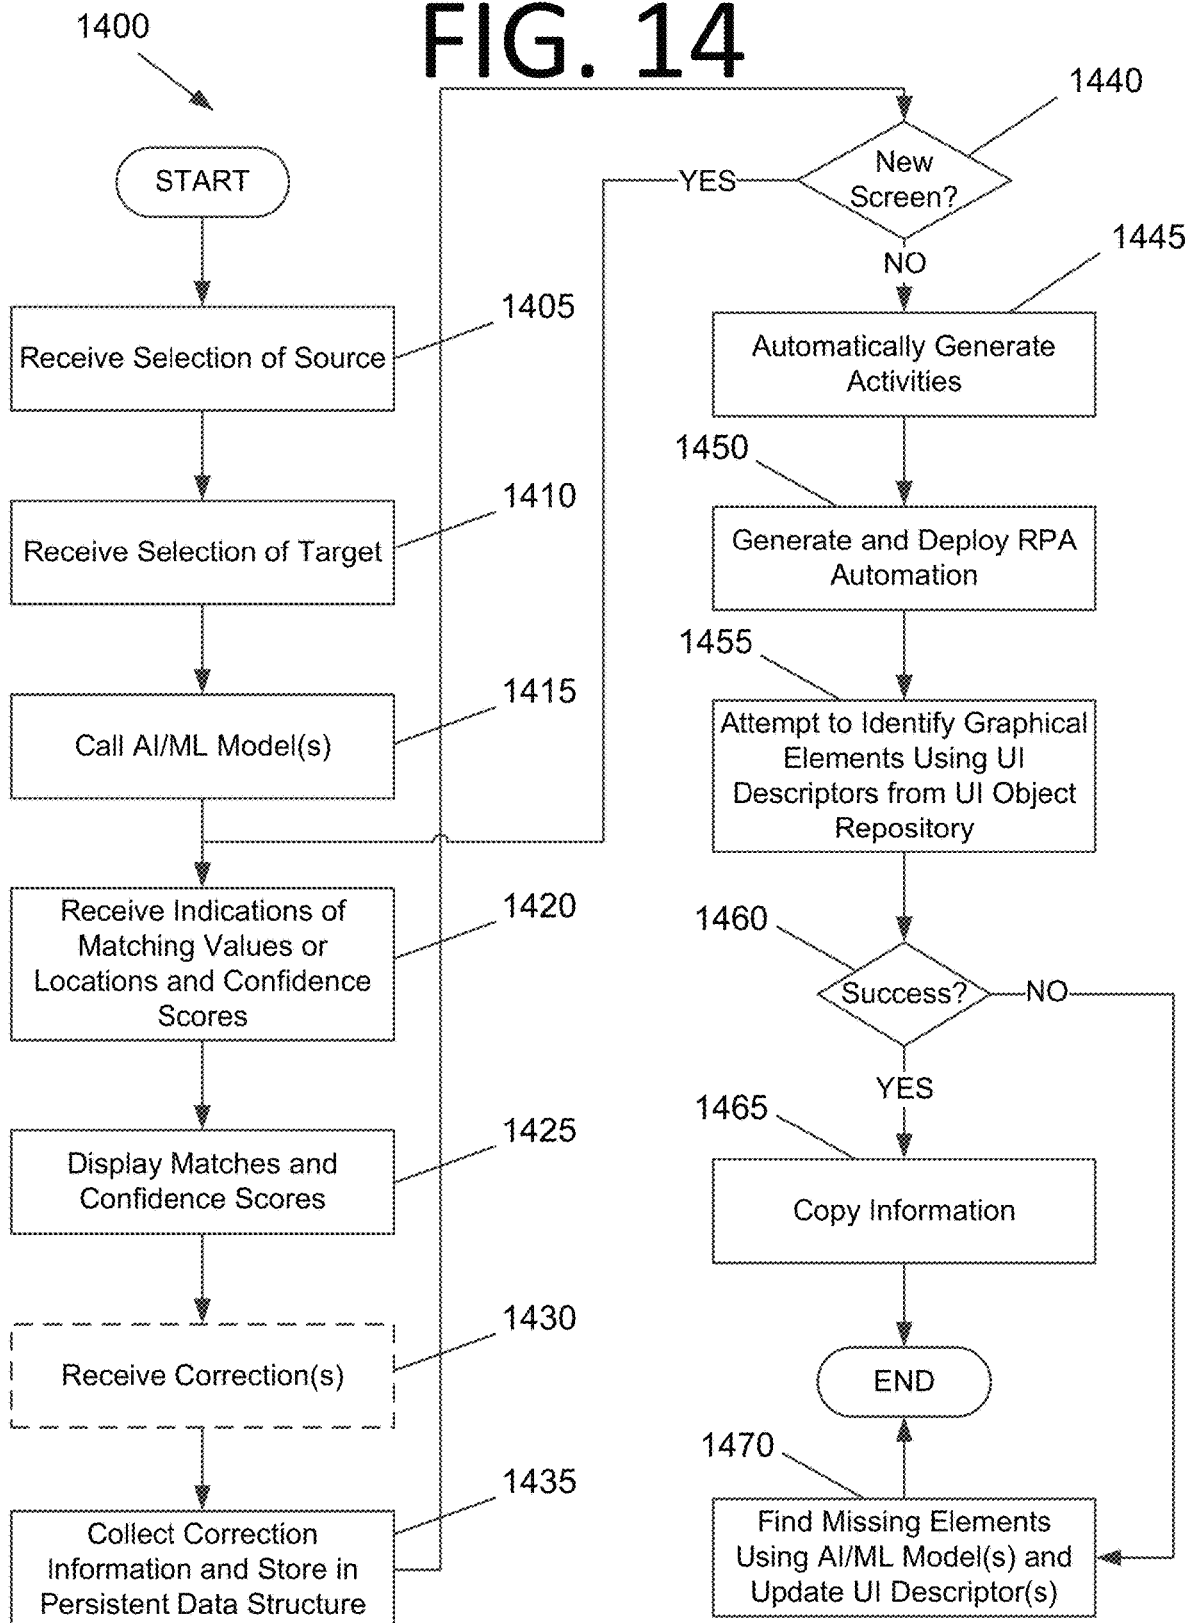 FIG. 14
1400
START
1405
Receive Selection of Source
1410
Receive Selection of Target
1415
Call AI/ML Model(s)
1420
Receive Indications of
Matching Values or
Locations and Confidence
Scores
1425
Display Matches and
Confidence Scores
1430
Receive Correction(s)
1435
Collect Correction
Information and Store in
Persistent Data Structure
1440
New
Screen?
YES
NO
1445
Automatically Generate
Activities
1450
Generate and Deploy RPA
Automation
1455
Attempt to Identify Graphical
Elements Using UI
Descriptors from UI Object
Repository
1460
Success?
NO
YES
1465
Copy Information
END
1470
Find Missing Elements
Using AI/ML Model(s) and
Update UI Descriptor(s)